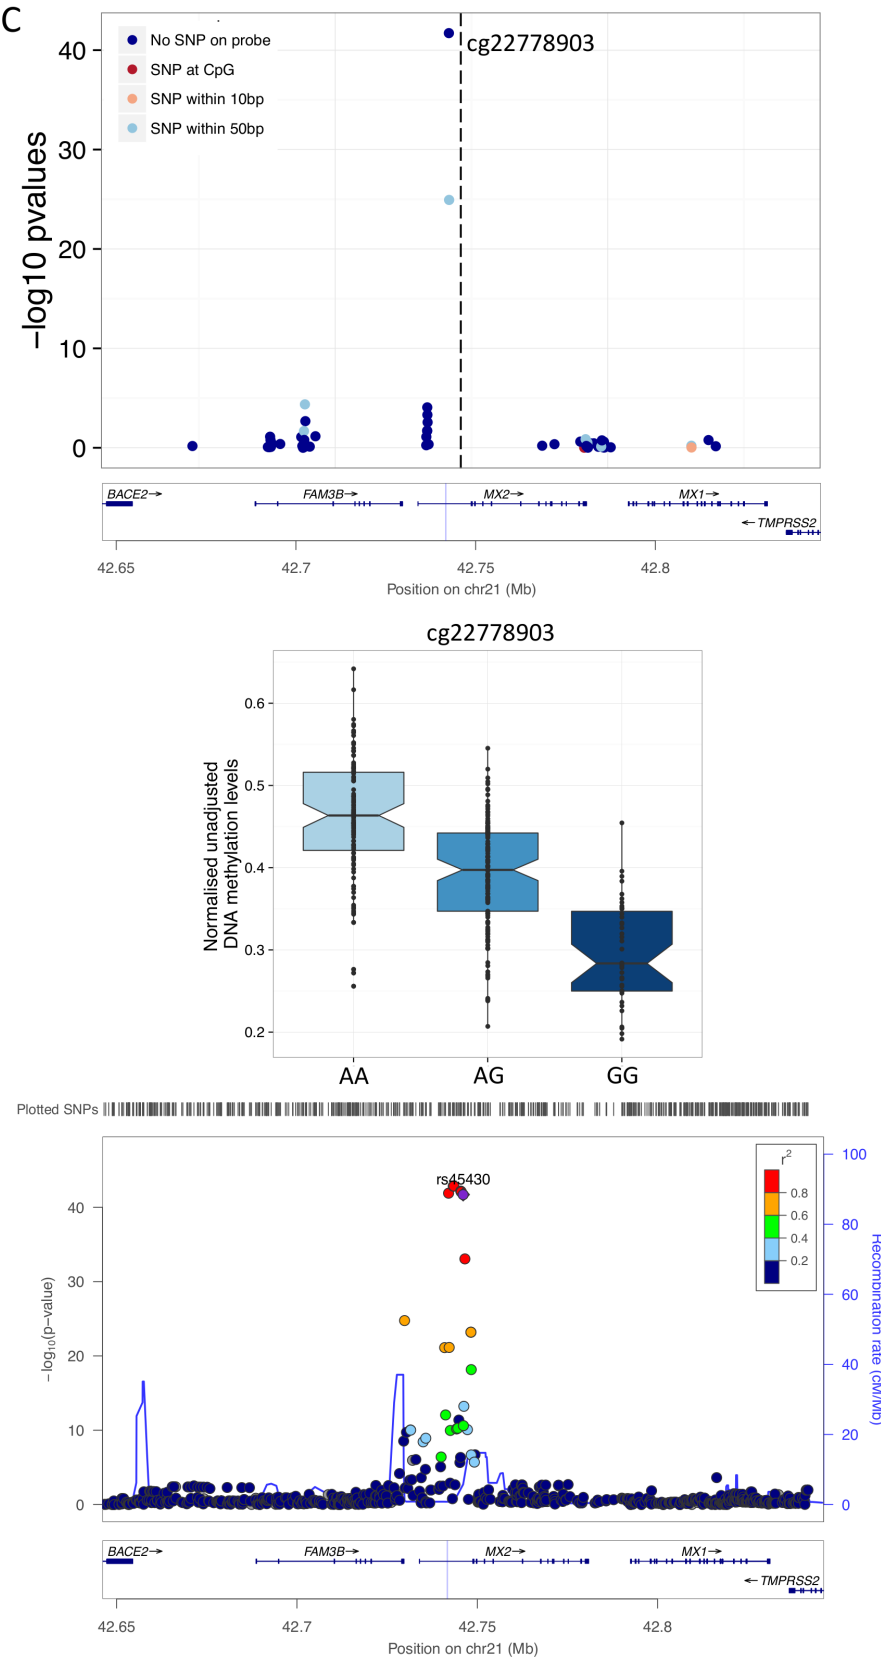 C
No SNP on probe
SNP at CpG
SNP within 10bp
SNP within 50bp
cg22778903
−log10 pvalues
40
30
20
10
0
BACE2→
FAM3B→
MX2→
MX1→
←TMPRSS2
42.65 42.7 42.75 42.8
Position on chr21 (Mb)
cg22778903
Normalised unadjusted
DNA methylation levels
0.6
0.5
0.4
0.3
0.2
AA AG GG
Plotted SNPs
rs45430
r2
0.8
0.6
0.4
0.2
−log10(p−value)
40
30
20
10
0
100
80
60
40
20
0
Recombination rate (cM/Mb)
BACE2→
FAM3B→
MX2→
MX1→
←TMPRSS2
42.65 42.7 42.75 42.8
Position on chr21 (Mb)